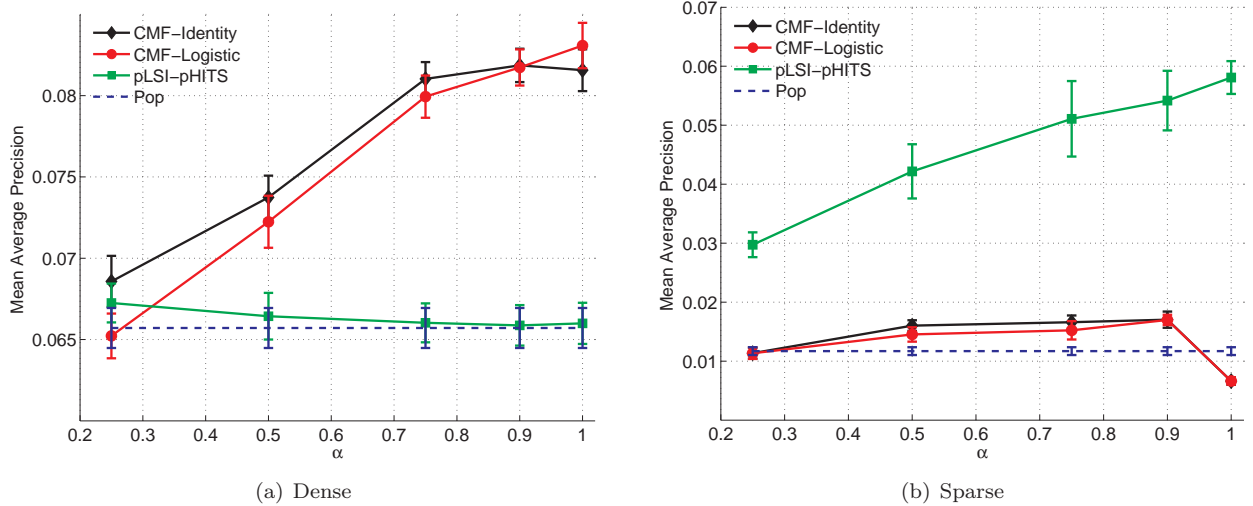 CMF−Identity
CMF−Logistic
pLSI−pHITS
Pop
0.08
0.075
0.07
0.065
Mean Average Precision
0.2 0.3 0.4 0.5 0.6 0.7 0.8 0.9 1
α
(a) Dense
0.07
0.06
0.05
0.04
0.03
0.02
0.01
Mean Average Precision
CMF−Identity
CMF−Logistic
pLSI−pHITS
Pop
0.2 0.3 0.4 0.5 0.6 0.7 0.8 0.9 1
α
(b) Sparse